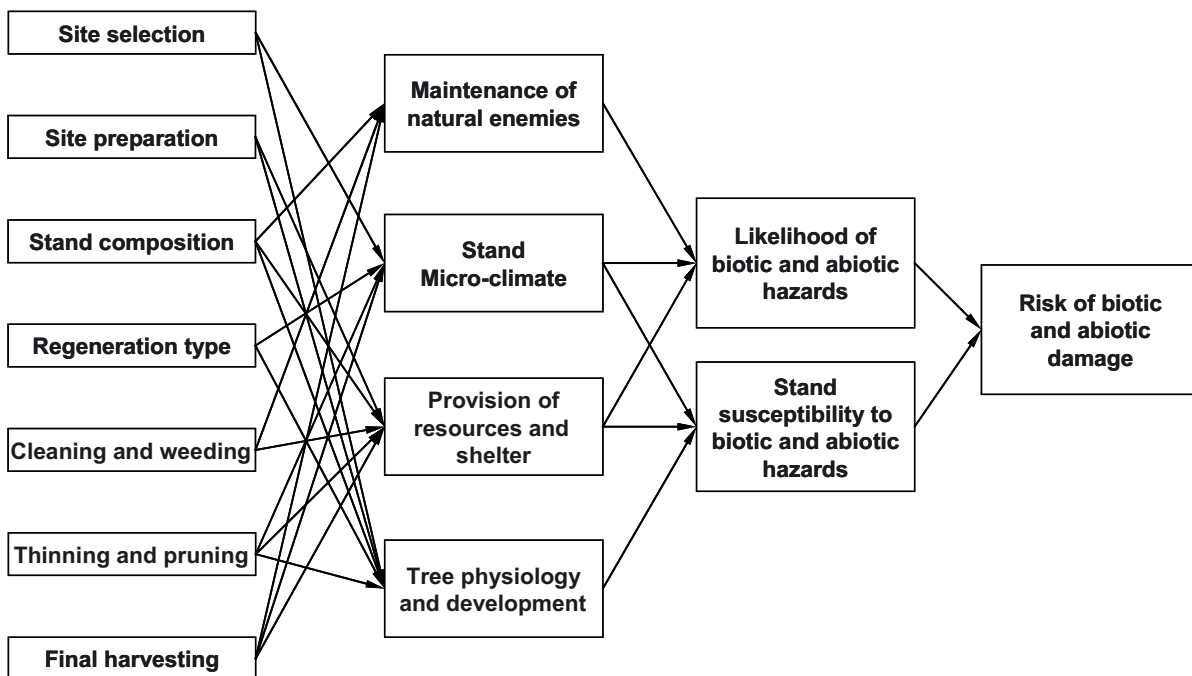 Site selection
Site preparation
Stand composition
Regeneration type
Cleaning and weeding
Thinning and pruning
Final harvesting
Maintenance of
natural enemies
Stand
Micro-climate
Provision of
resources and
shelter
Tree physiology
and development
Likelihood of
biotic and abiotic
hazards
Stand
susceptibility to
biotic and abiotic
hazards
Risk of biotic
and abiotic
damage